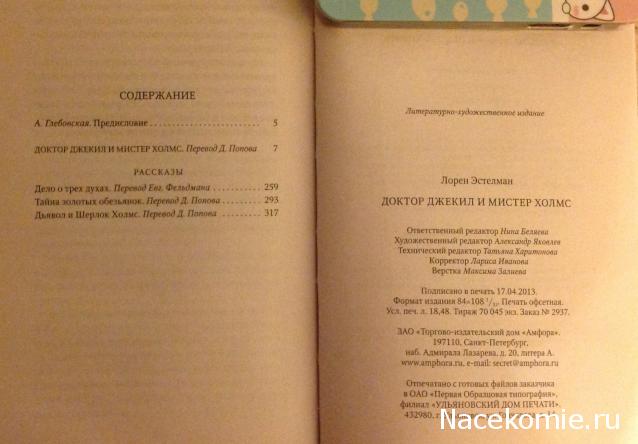 СОДЕРЖАНИЕ
А. Глебовская. Предисловие 5
ДОКТОР ДЖЕКИЛ И МИСТЕР ХОЛМС. Перевод Д. Попова 7
РАССКАЗЫ
Дело о трех духах. Перевод Евг. Фельдмана 259
Тайна золотых обезьянок. Перевод Д. Попова 293
Дьявол и Шерлок Холмс. Перевод Д. Попова 317
Литературно-художественное издание
Лорен Эстелман
ДОКТОР ДЖЕКИЛ И МИСТЕР ХОЛМС
Ответственный редактор Нина Беляева
Художественный редактор Александр Яковлев
Технический редактор Татьяна Харитонова
Корректор Лариса Иванова
Верстка Максима Залиева
Подписано в печать 17.04.2013.
Формат издания 84×108 1/32. Печать офсетная.
Усл. печ. л. 18,48. Тираж 70 045 экз. Заказ № 2937.
ЗАО «Торгово-издательский дом «Амфора».
197110, Санкт-Петербург,
наб. Адмирала Лазарева, д. 20, литера А.
www.amphora.ru, e-mail: secret@amphora.ru
Отпечатано с готовых файлов заказчика
в ОАО «Первая Образцовая типография»,
филиал «УЛЬЯНОВСКИЙ ДОМ ПЕЧАТИ».
432980, г.
Nacekomie.ru